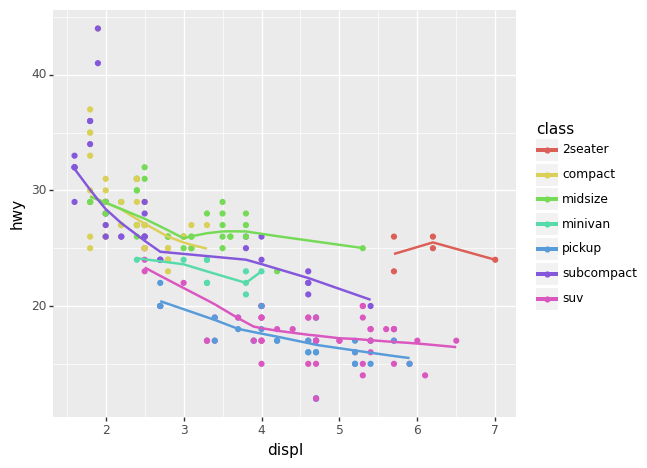 40
30
20
hwy
2 3 4 5 6 7
displ
class
2seater
compact
midsize
minivan
pickup
subcompact
suv